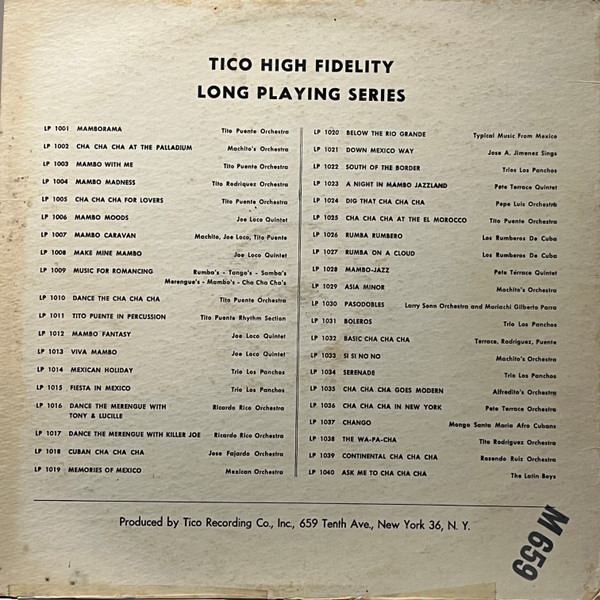 TICO HIGH FIDELITY
LONG PLAYING SERIES
LP 1001 MAMBORAMA Tito Puente Orchestra
LP 1002 CHA CHA CHA AT THE PALLADIUM Machito's Orchestra
LP 1003 MAMBO WITH ME Tito Puente Orchestra
LP 1004 MAMBO MADNESS Tito Rodriquez Orchestra
LP 1005 CHA CHA CHA FOR LOVERS Tito Puente Orchestra
LP 1006 MAMBO MOODS Joe Loco Quintet
LP 1007 MAMBO CARAVAN Machito, Joe Loco, Tito Puente
LP 1008 MAKE MINE MAMBO Joe Loco Quintet
LP 1009 MUSIC FOR ROMANCING Rumba's - Tango's - Samba's
Merengue's - Mambo's - Cha Cha Cha's
LP 1010 DANCE THE CHA CHA CHA Tito Puente Orchestra
LP 1011 TITO PUENTE IN PERCUSSION Tito Puente Rhythm Section
LP 1012 MAMBO FANTASY Joe Loco Quintet
LP 1013 VIVA MAMBO Joe Loco Quintet
LP 1014 MEXICAN HOLIDAY Trio Los Panchos
LP 1015 FIESTA IN MEXICO Trio Los Panchos
LP 1016 DANCE THE MERENGUE WITH Ricardo Rico Orchestra
TONY & LUCILLE
LP 1017 DANCE THE MERENGUE WITH KILLER JOE Ricardo Rico Orchestra
LP 1018 CUBAN CHA CHA CHA Jose Fajardo Orchestra
LP 1019 MEMORIES OF MEXICO Mexican Orchestra
LP 1020 BELOW THE RIO GRANDE Typical Music From Mexico
LP 1021 DOWN MEXICO WAY Jose A. Jimenez Sings
LP 1022 SOUTH OF THE BORDER Trios Los Panchos
LP 1023 A NIGHT IN MAMBO JAZZLAND Pete Terrace Quintet
LP 1024 DIG THAT CHA CHA CHA Pepe Luis Orchestra
LP 1025 CHA CHA CHA AT THE EL MOROCCO Tito Puente Orchestra
LP 1026 RUMBA RUMBERO Los Rumberos De Cuba
LP 1027 RUMBA ON A CLOUD Los Rumberos De Cuba
LP 1028 MAMBO-JAZZ Pete Terrace Quintet
LP 1029 ASIA MINOR Machito's Orchestra
LP 1030 PASODOBLES Larry Sonn Orchestra and Mariachi Gilberto Parra
LP 1031 BOLEROS Trio Los Panchos
LP 1032 BASIC CHA CHA CHA Terrace, Rodriguez, Puente
LP 1033 SI SI NO NO Machito's Orchestra
LP 1034 SERENADE Trio Los Panchos
LP 1035 CHA CHA CHA GOES MODERN Alfredito's Orchestra
LP 1036 CHA CHA CHA IN NEW YORK Pete Terrace Orchestra
LP 1037 CHANGO Mongo Santa Maria Afro Cubans
LP 1038 THE WA-PA-CHA Tito Rodriguez Orchestra
LP 1039 CONTINENTAL CHA CHA CHA Rosendo Ruiz Orchestra
LP 1040 ASK ME TO CHA CHA CHA The Latin Boys
Produced by Tico Recording Co., Inc., 659 Tenth Ave., New York 36, N. Y.
M 659